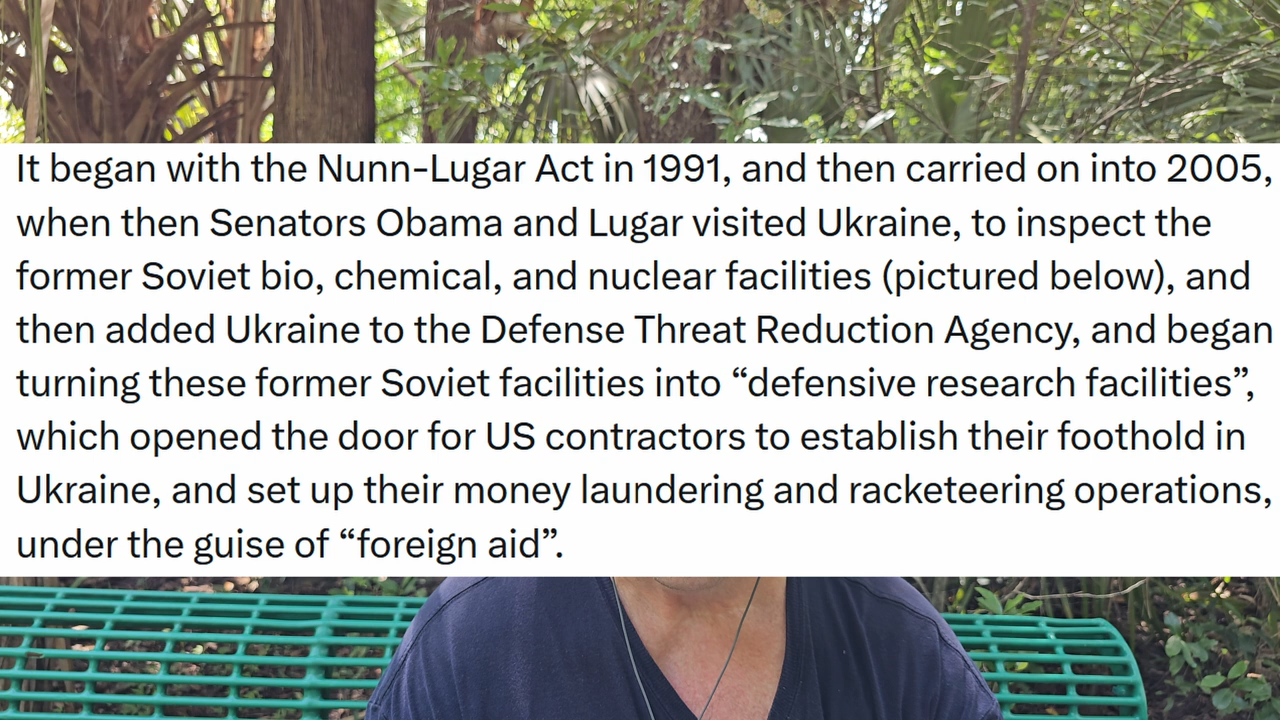 It began with the Nunn-Lugar Act in 1991, and then carried on into 2005,
when then Senators Obama and Lugar visited Ukraine, to inspect the
former Soviet bio, chemical, and nuclear facilities (pictured below), and
then added Ukraine to the Defense Threat Reduction Agency, and began
turning these former Soviet facilities into “defensive research facilities”,
which opened the door for US contractors to establish their foothold in
Ukraine, and set up their money laundering and racketeering operations,
under the guise of “foreign aid”.